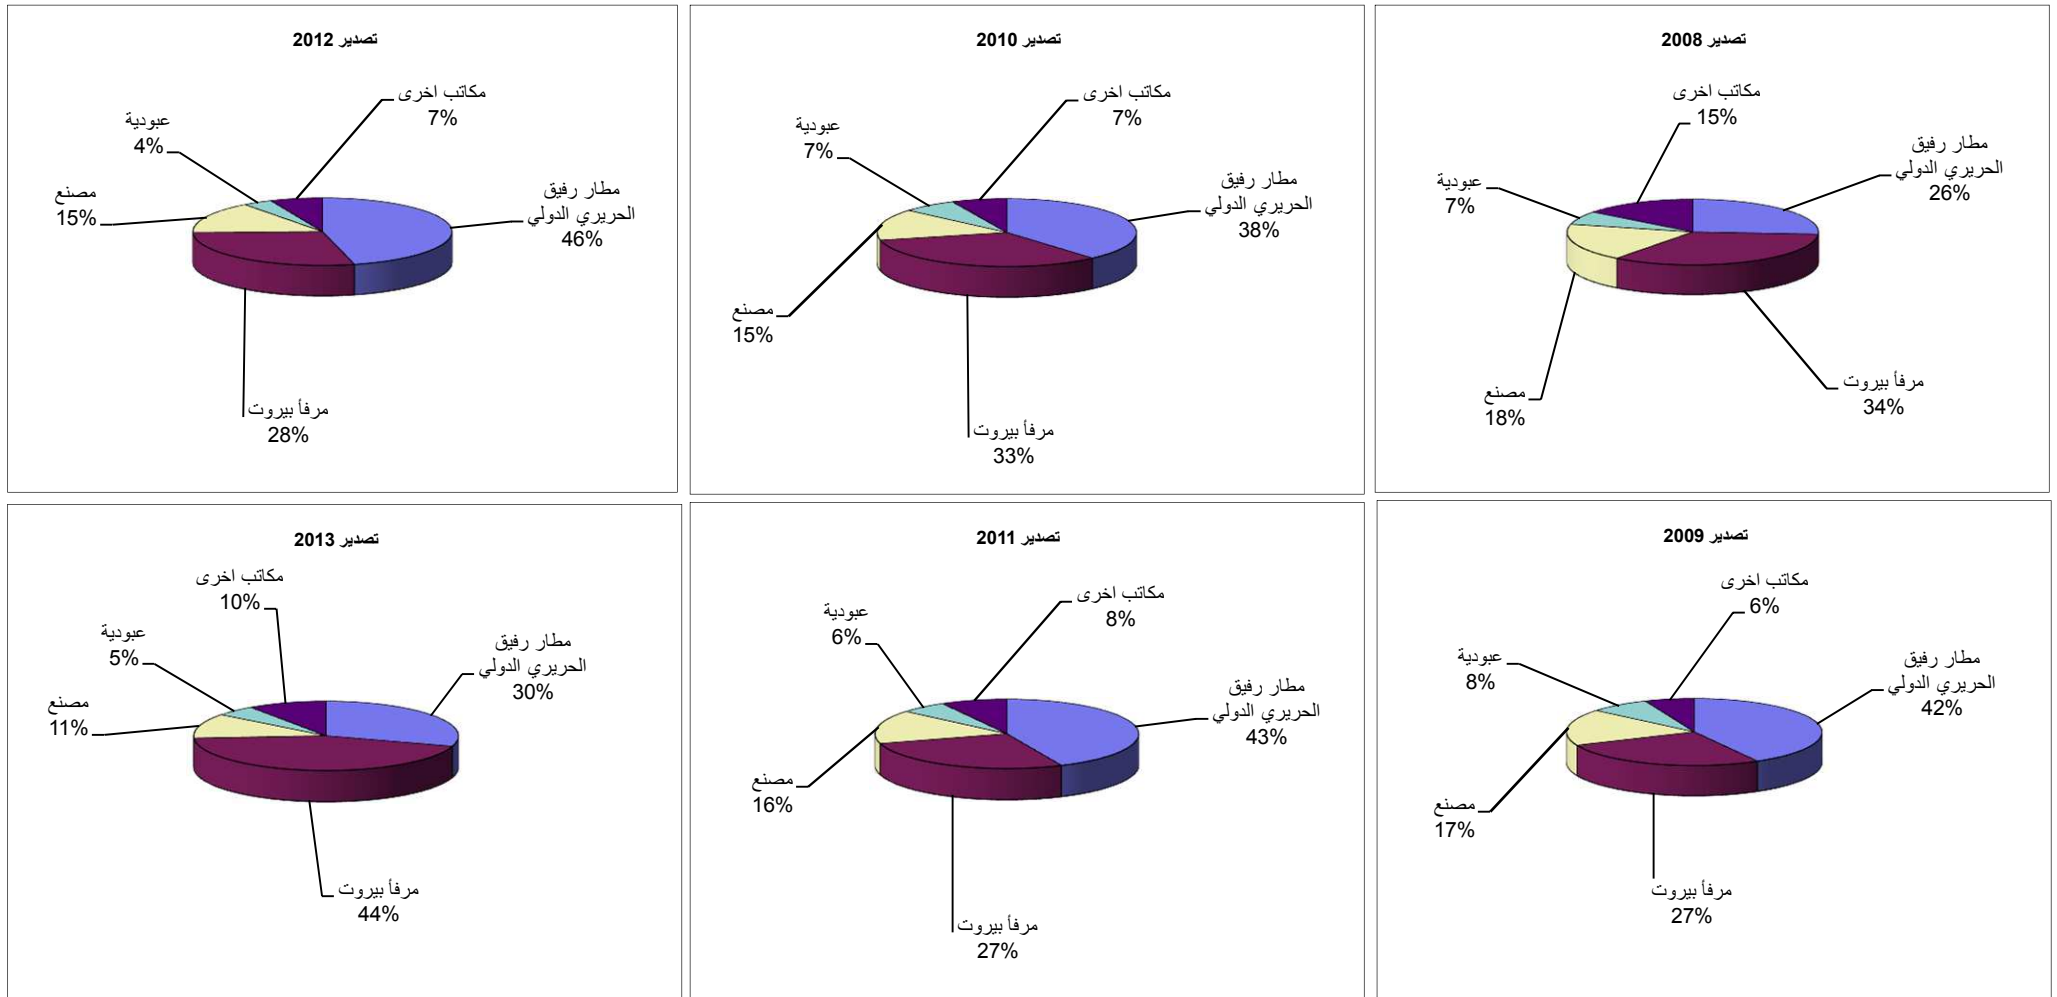 تصدير 2008
مكاتب اخرى
15%
مطار رفيق
الحريري الدولي
26%
عبودية
7%
مصنع
18%
مرفأ بيروت
34%
تصدير 2010
مكاتب اخرى
7%
عبودية
7%
مطار رفيق
الحريري الدولي
38%
مصنع
15%
مرفأ بيروت
33%
تصدير 2012
مكاتب اخرى
7%
عبودية
4%
مطار رفيق
الحريري الدولي
46%
مصنع
15%
مرفأ بيروت
28%
تصدير 2009
مكاتب اخرى
6%
مطار رفيق
الحريري الدولي
42%
عبودية
8%
مصنع
17%
مرفأ بيروت
27%
تصدير 2011
مكاتب اخرى
8%
عبودية
6%
مطار رفيق
الحريري الدولي
43%
مصنع
16%
مرفأ بيروت
27%
تصدير 2013
مكاتب اخرى
10%
مطار رفيق
الحريري الدولي
30%
عبودية
5%
مصنع
11%
مرفأ بيروت
44%